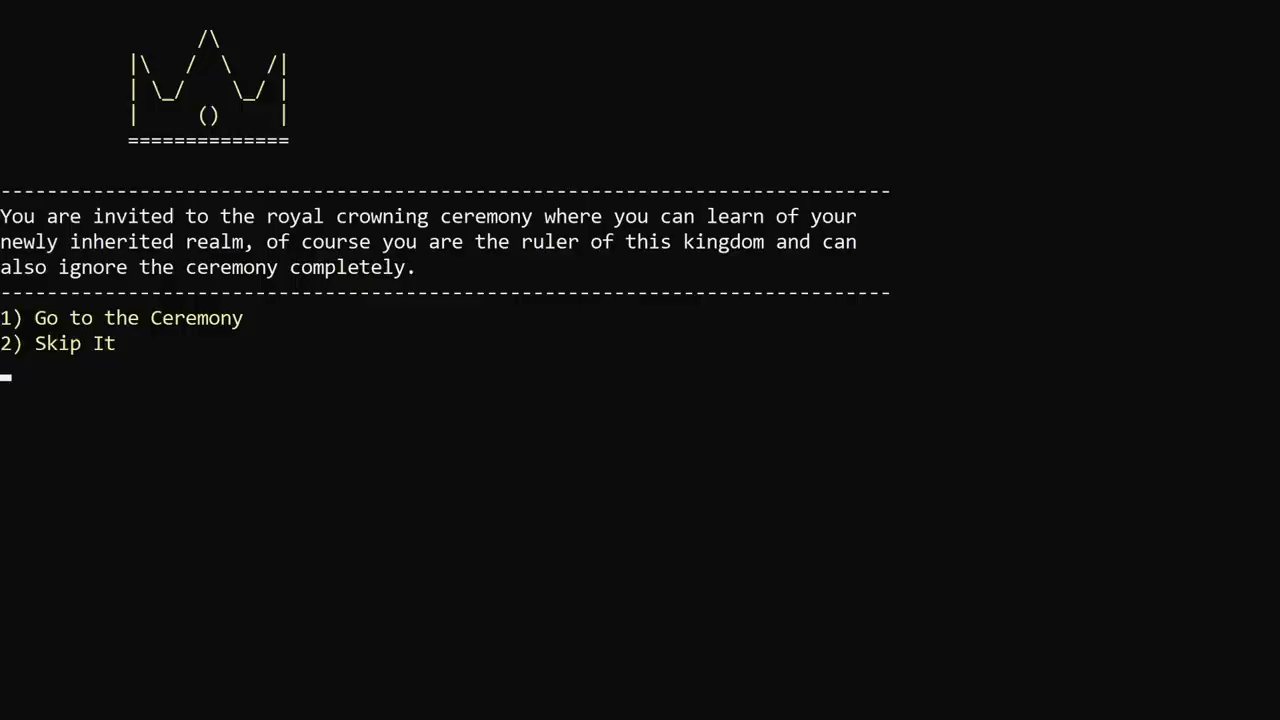 You are invited to the royal crowning ceremony where you can learn of your
newly inherited realm, of course you are the ruler of this kingdom and can
also ignore the ceremony completely.
1) Go to the Ceremony
2) Skip It